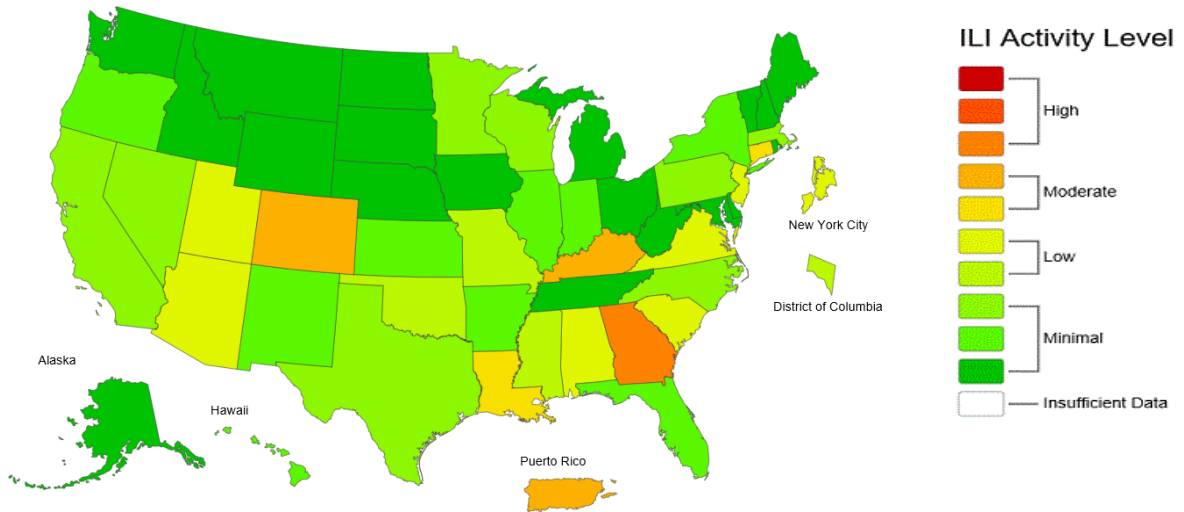 ILI Activity Level
High
Moderate
Low
Minimal
Insufficient Data
New York City
District of Columbia
Alaska
Hawaii
Puerto Rico